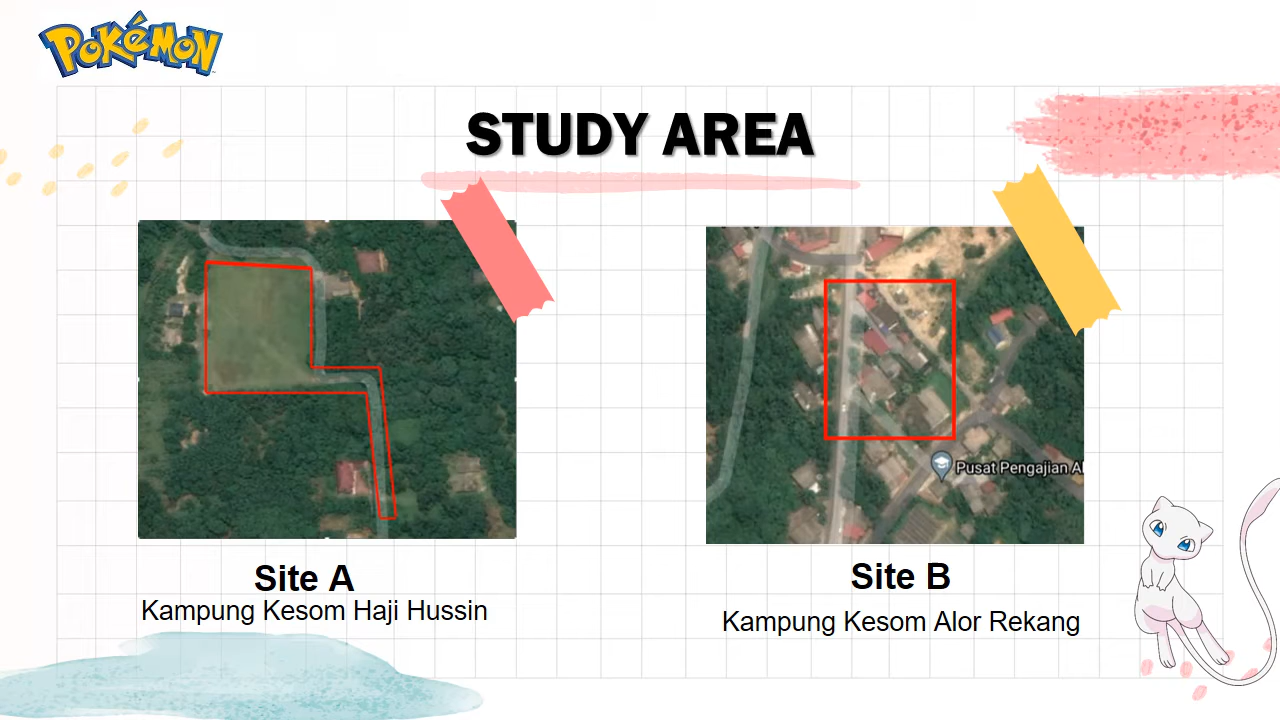 POKéMON
STUDY AREA
Pusat Pengajian Al
Site A
Kampung Kesom Haji Hussin
Site B
Kampung Kesom Alor Rekang